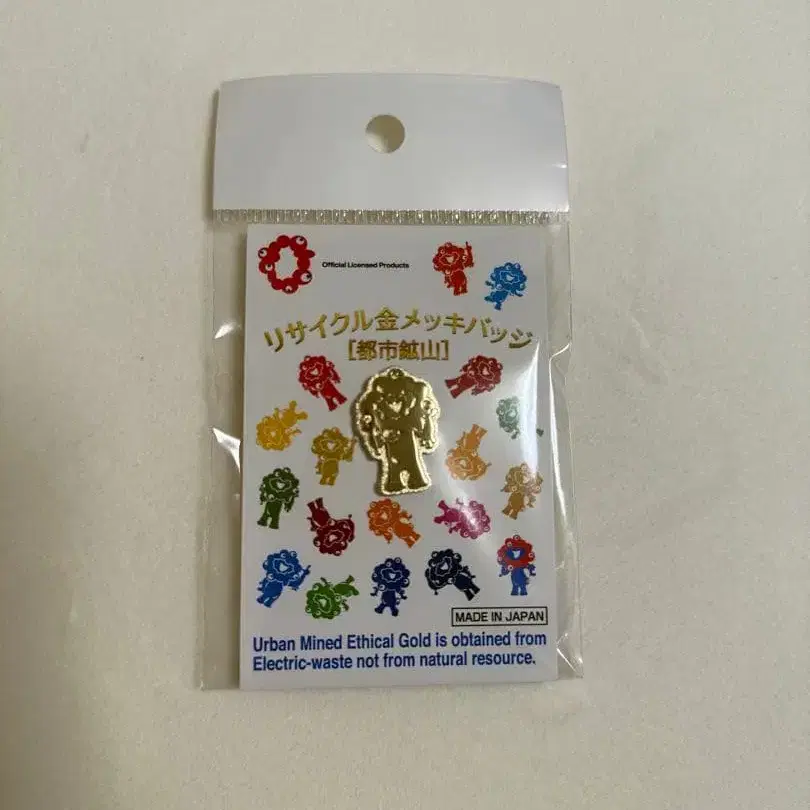 Official Licensed Products
リサイクル金メッキバッジ
[都市鉱山]
MADE IN JAPAN
Urban Mined Ethical Gold is obtained from
Electric-waste not from natural resource.